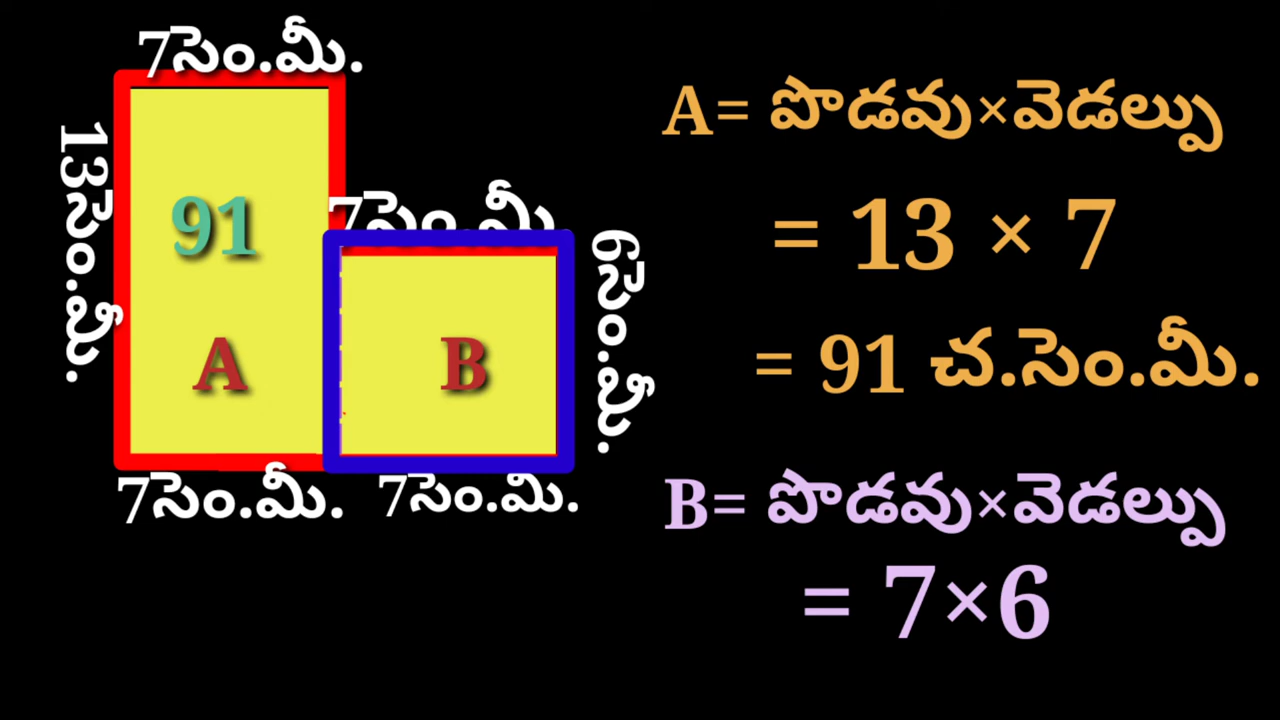 7సెం.మీ.
13సెం.మీ.
91
A
7సెం.మీ.
6సెం.మీ.
B
7సెం.మీ.
7సెం.మి.
A= పొడవు×వెడల్పు
= 13 × 7
= 91 చ.సెం.మీ.
B= పొడవు×వెడల్పు
= 7×6